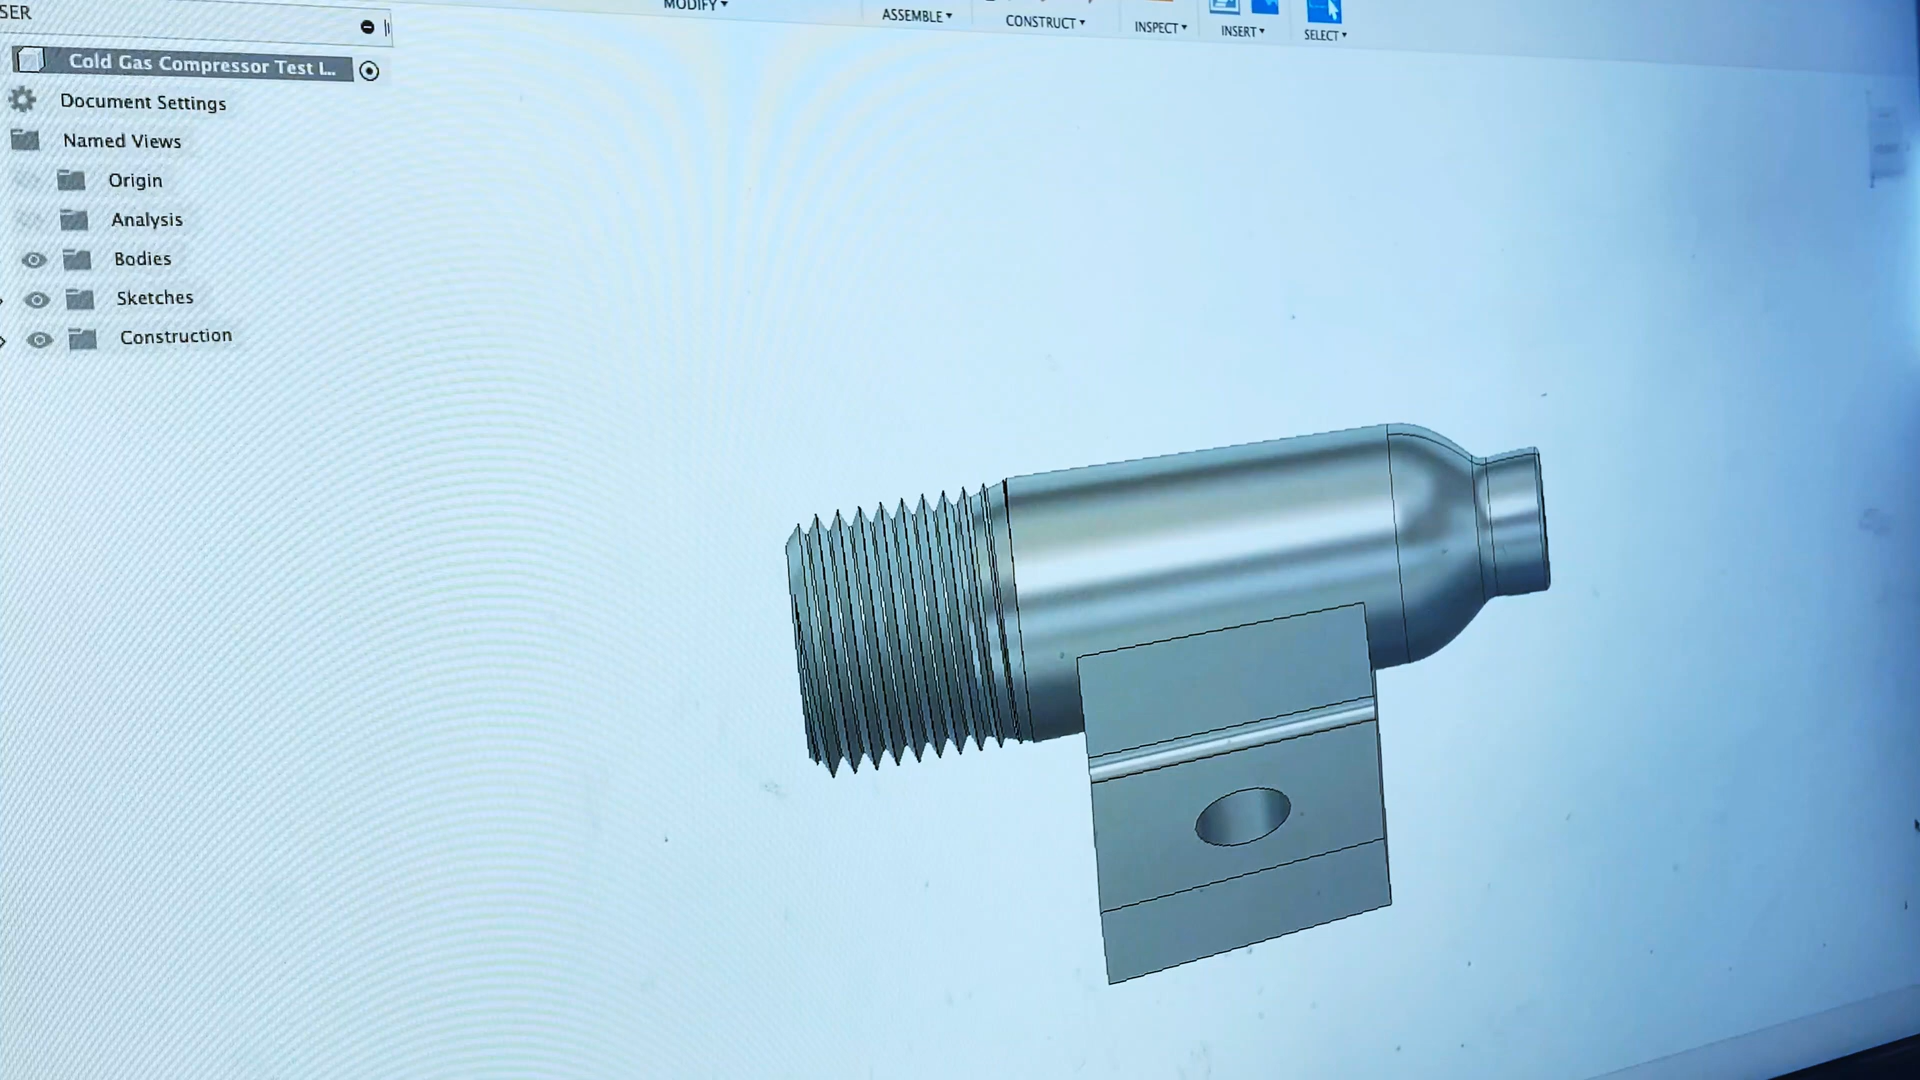 SER
MODIFY
ASSEMBLE
CONSTRUCT
INSPECT
INSERT
SELECT
Cold Gas Compressor Test I...
Document Settings
Named Views
Origin
Analysis
Bodies
Sketches
Construction